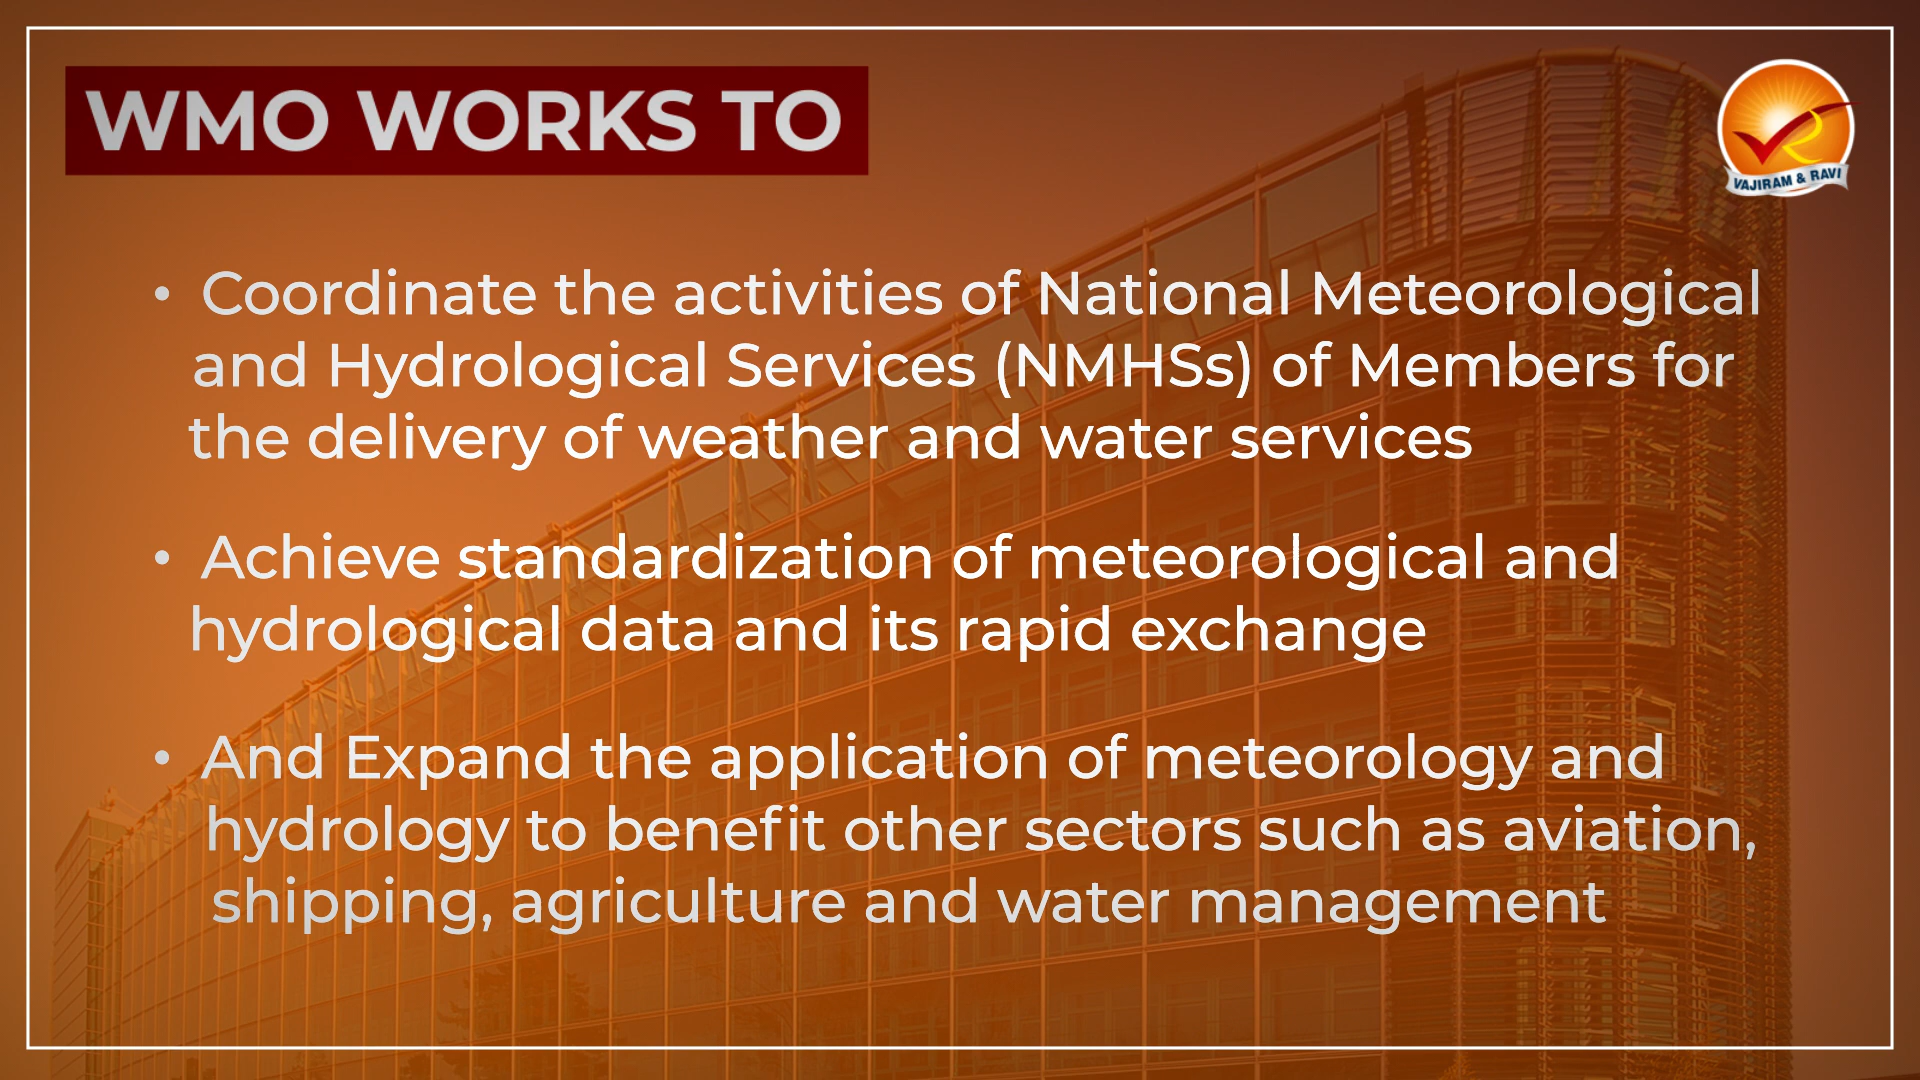 WMO WORKS TO
VAJIRAM & RAVI
• Coordinate the activities of National Meteorological
and Hydrological Services (NMHSs) of Members for
the delivery of weather and water services
• Achieve standardization of meteorological and
hydrological data and its rapid exchange
• And Expand the application of meteorology and
hydrology to benefit other sectors such as aviation,
shipping, agriculture and water management